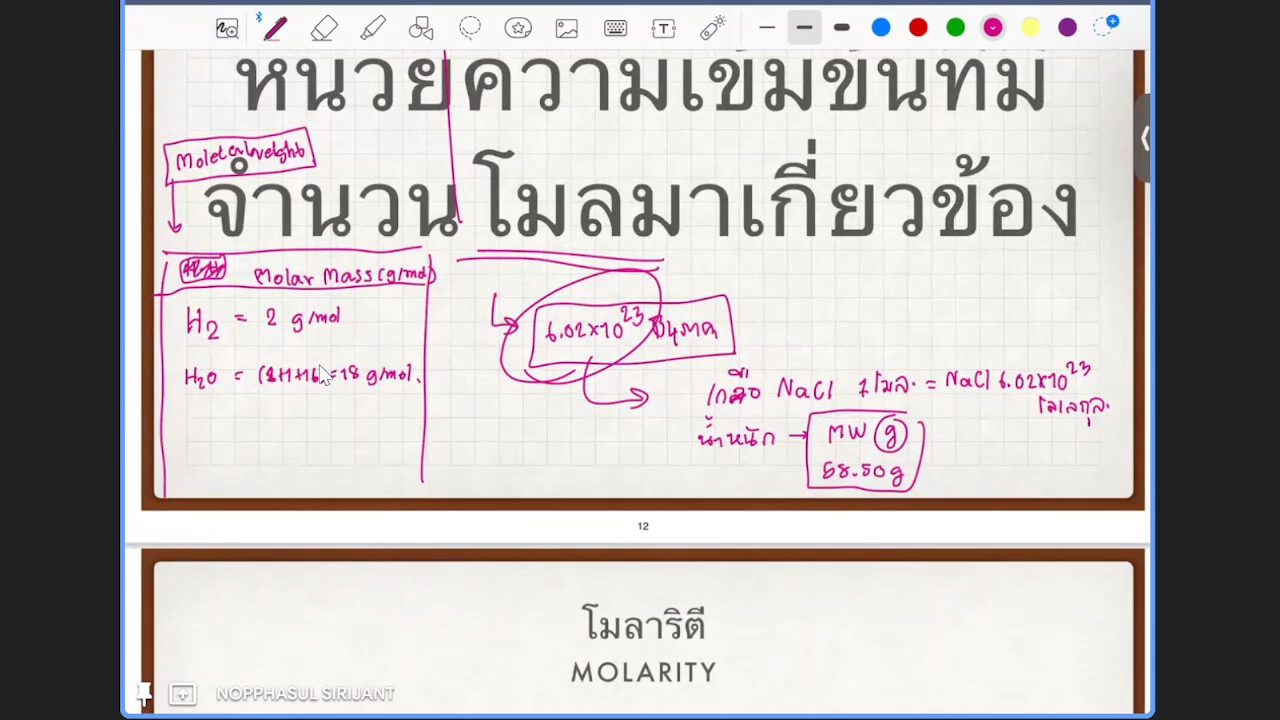 หน่วยความเข้มข้นที่มี
จำนวนโมลมาเกี่ยวข้อง
Molar Mass (g/mol)
H2 = 2 g/mol
H2O = (1+1+16)=18 g/mol.
6.02x10^23 อนุภาค
เกลือ NaCl 1 โมล. = NaCl 6.02x10^23
โมเลกุล.
น้ำหนัก → MW g
58.50g
12
โมลาริตี
MOLARITY
NOPPHASUL SIRIJANT